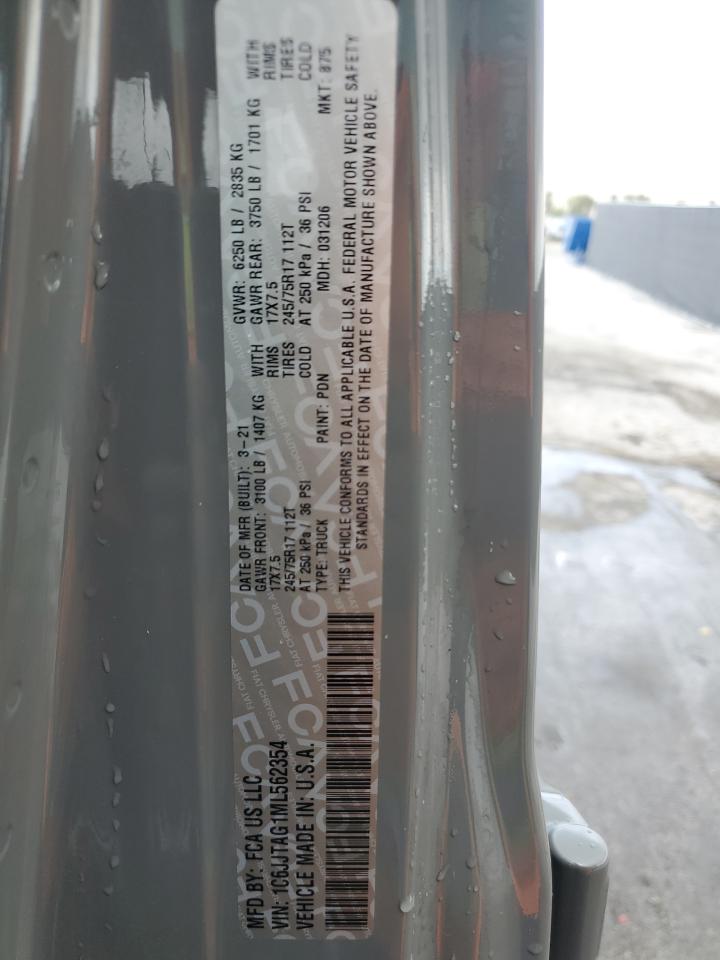 MFD BY: FCA US LLC
DATE OF MFR (BUILT): 3-21
GVWR: 6250 LB / 2835 KG
VIN: 1C6JJTAG1ML562354
GAWR FRONT: 3100 LB / 1407 KG WITH
GAWR REAR: 3750 LB / 1701 KG WITH
VEHICLE MADE IN: U.S.A.
17X7.5 RIMS
17X7.5 RIMS
245/75R17 112T TIRES
245/75R17 112T TIRES
AT 250 kPa / 36 PSI COLD
AT 250 kPa / 36 PSI COLD
TYPE: TRUCK PAINT: PDN MDH: 031206 MKT: 875
THIS VEHICLE CONFORMS TO ALL APPLICABLE U.S.A. FEDERAL MOTOR VEHICLE SAFETY
STANDARDS IN EFFECT ON THE DATE OF MANUFACTURE SHOWN ABOVE.